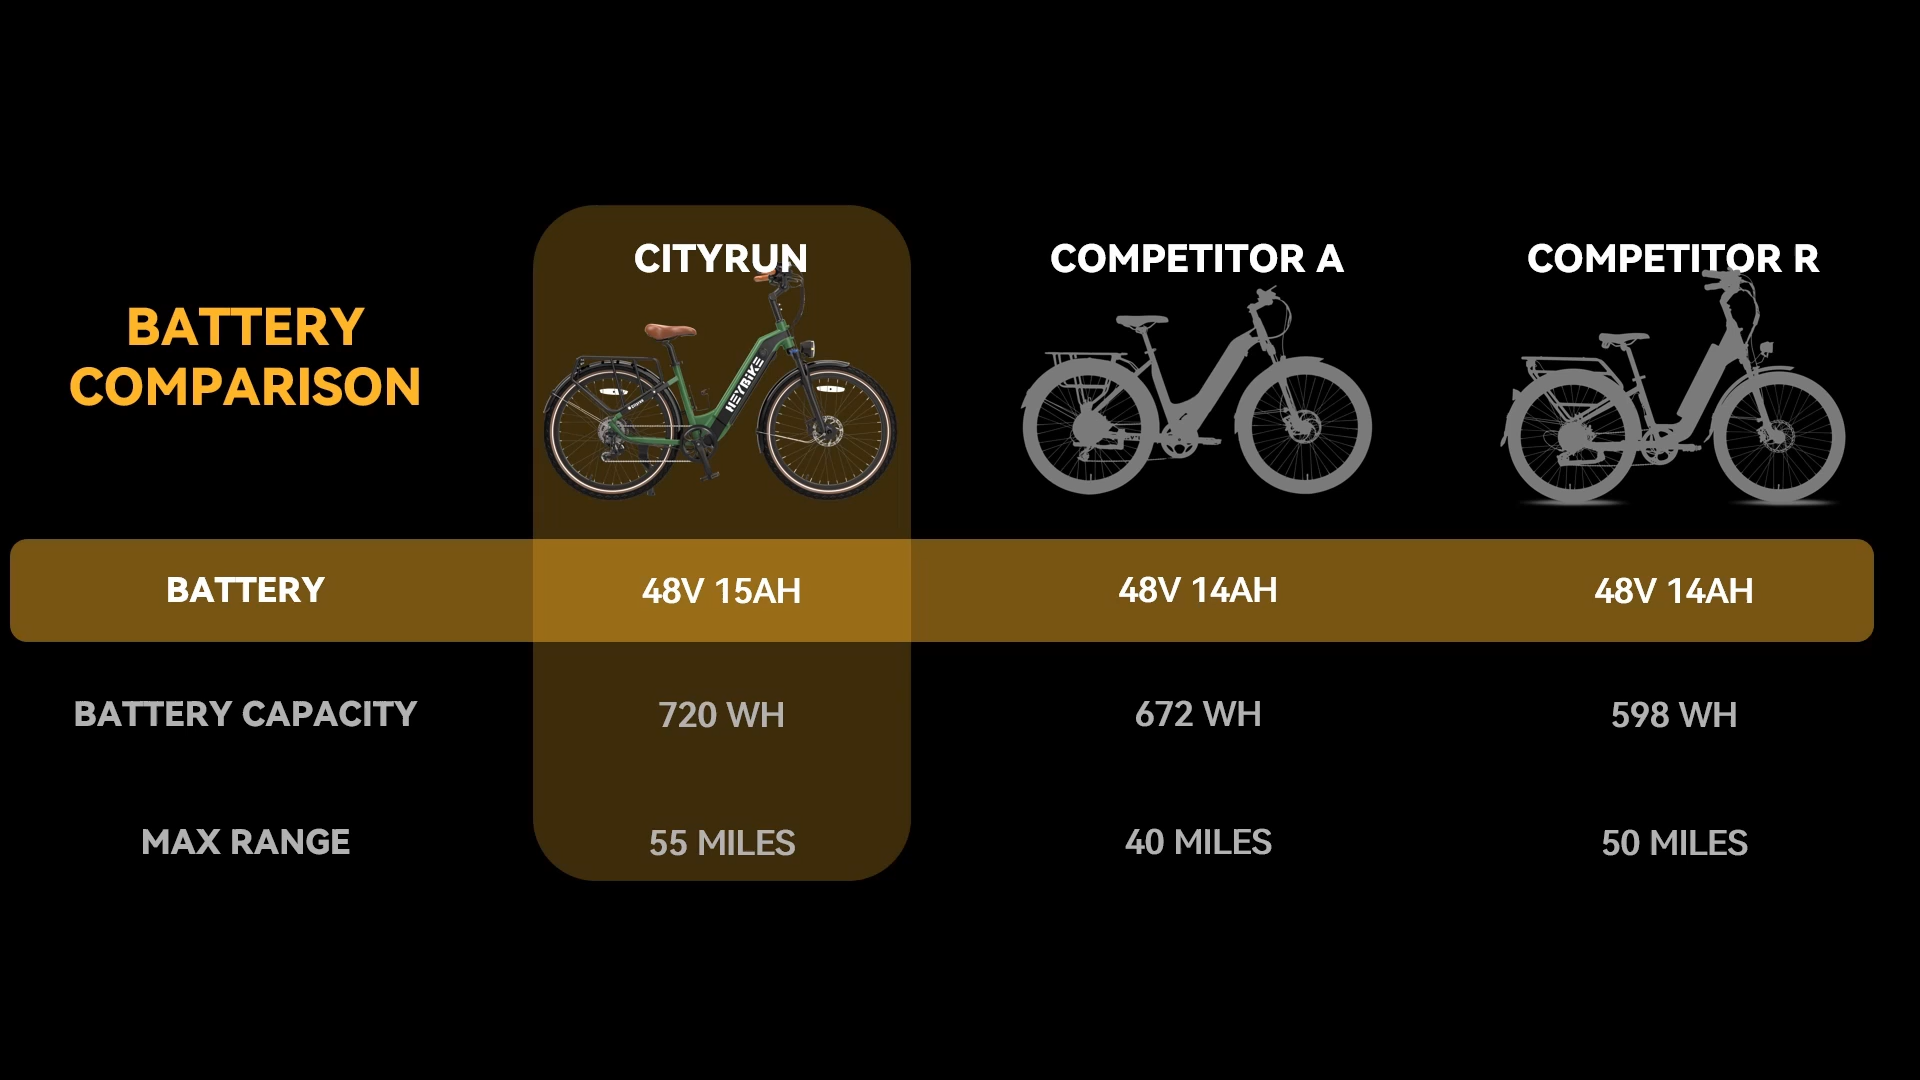 BATTERY
COMPARISON
CITYRUN
COMPETITOR A
COMPETITOR R
HEYBIKE
BATTERY
48V 15AH
48V 14AH
48V 14AH
BATTERY CAPACITY
720 WH
672 WH
598 WH
MAX RANGE
55 MILES
40 MILES
50 MILES